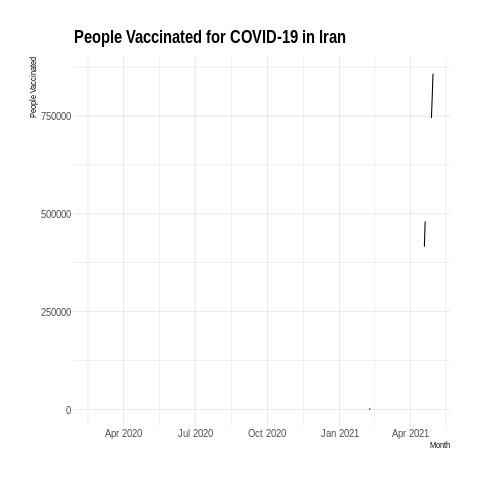 People Vaccinated for COVID-19 in Iran
People Vaccinated
750000
500000
250000
0
Apr 2020 Jul 2020 Oct 2020 Jan 2021 Apr 2021
Month